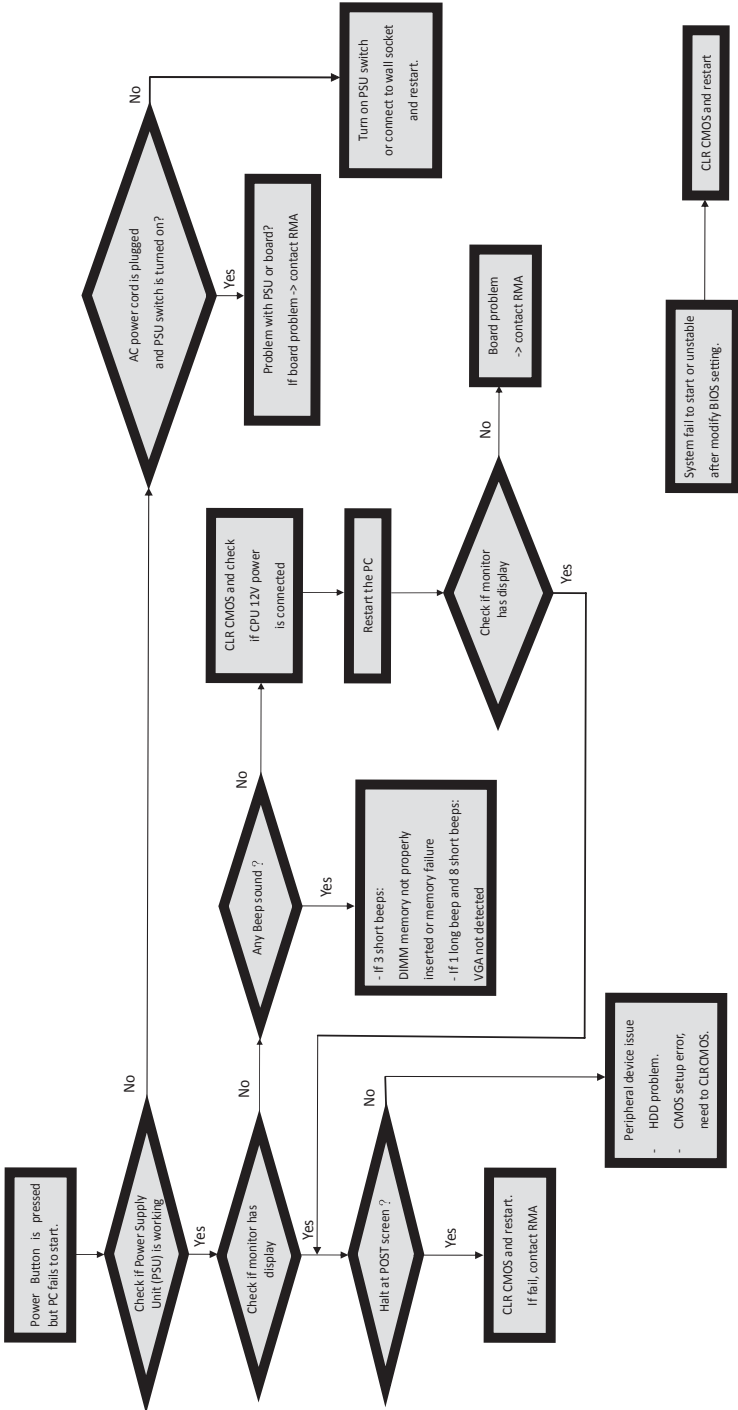 Power Button is pressed
but PC fails to start.
Check if Power Supply
Unit (PSU) is working
No
Yes
AC power cord is plugged
and PSU switch is turned on?
No
Yes
Turn on PSU switch
or connect to wall socket
and restart.
Problem with PSU or board?
If board problem -> contact RMA
Check if monitor has
display
No
Yes
Any Beep sound ?
No
Yes
CLR CMOS and check
if CPU 12V power
is connected
Restart the PC
Check if monitor
has display
No
Yes
Board problem
-> contact RMA
- If 3 short beeps:
DIMM memory not properly
inserted or memory failure
- If 1 long beep and 8 short beeps:
VGA not detected
Halt at POST screen ?
No
Yes
CLR CMOS and restart.
If fail, contact RMA
Peripheral device issue
- HDD problem.
- CMOS setup error,
need to CLRCMOS.
System fail to start or unstable
after modify BIOS setting.
CLR CMOS and restart